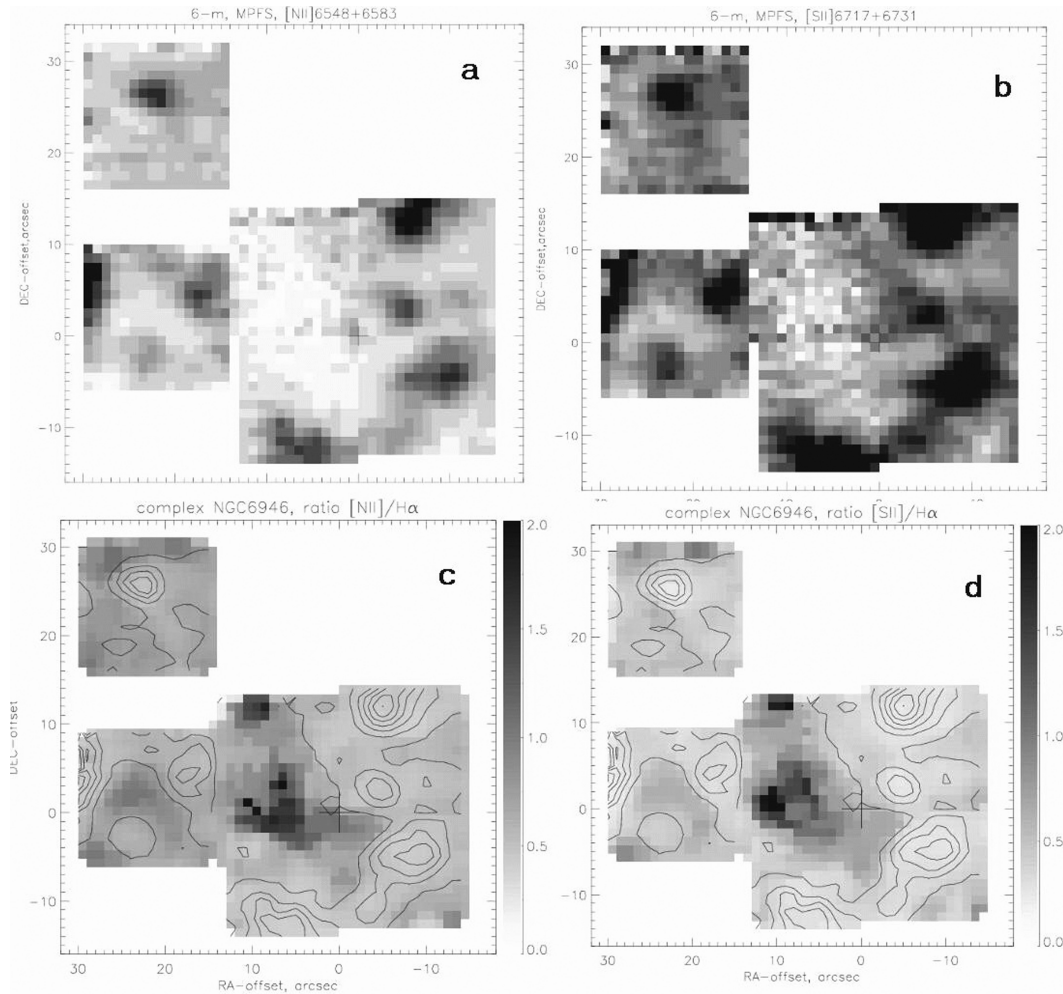 6-m, MPFS, [NII]6548+6583
a
30
20
10
0
-10
DEC-offset,arcsec
6-m, MPFS, [SII]6717+6731
b
30
20
10
0
-10
DEC-offset,arcsec
complex NGC6946, ratio [NII]/Hα
c
30
20
10
0
-10
DEC-offset
30 20 10 0 -10
RA-offset, arcsec
2.0
1.5
1.0
0.5
0.0
complex NGC6946, ratio [SII]/Hα
d
30
20
10
0
-10
30 20 10 0 -10
RA-offset, arcsec
2.0
1.5
1.0
0.5
0.0